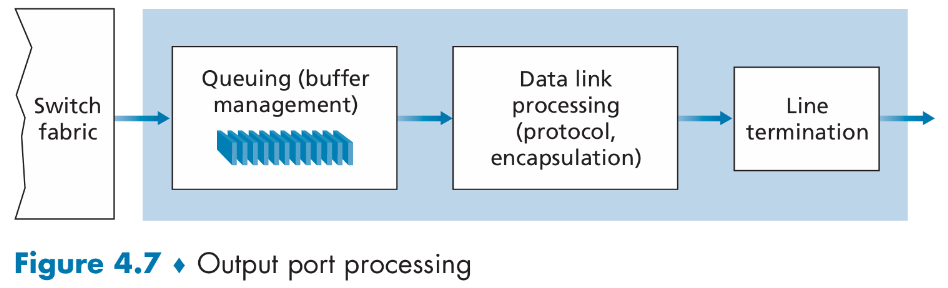 Switch
fabric
Queuing (buffer
management)
Data link
processing
(protocol,
encapsulation)
Line
termination
Figure 4.7 ♦ Output port processing